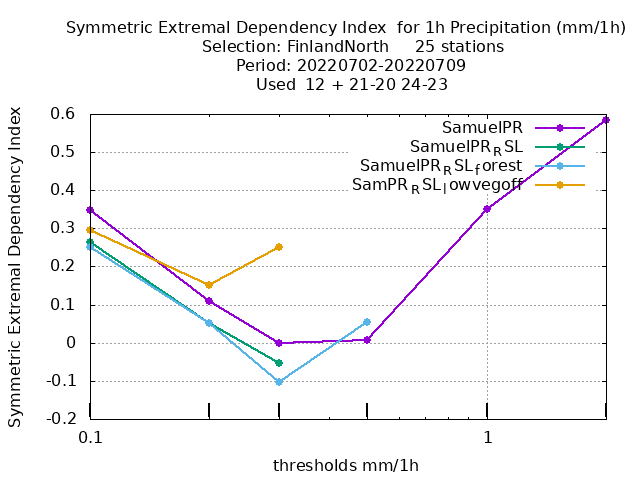 Symmetric Extremal Dependency Index  for 1h Precipitation (mm/1h)
Selection: FinlandNorth     25 stations
Period: 20220702-20220709
Used  12 + 21-20 24-23
Symmetric Extremal Dependency Index
0.6
0.5
0.4
0.3
0.2
0.1
0
-0.1
-0.2
SamuelPR
SamuelPR_RSL
SamuelPR_RSL_forest
SamPR_RSL_lowvegoff
0.1
1
thresholds mm/1h